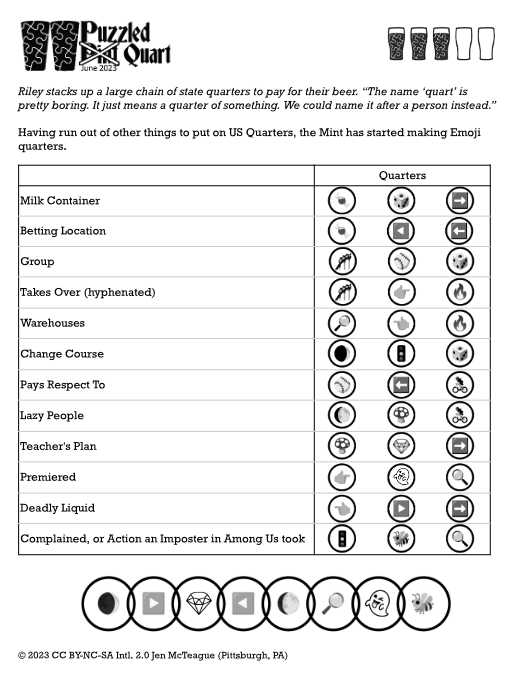 Puzzled
Pint Quart
June 2023
Riley stacks up a large chain of state quarters to pay for their beer. “The name ‘quart’ is
pretty boring. It just means a quarter of something. We could name it after a person instead.”
Having run out of other things to put on US Quarters, the Mint has started making Emoji
quarters.
Quarters
Milk Container
Betting Location
Group
Takes Over (hyphenated)
Warehouses
Change Course
Pays Respect To
Lazy People
Teacher's Plan
Premiered
Deadly Liquid
Complained, or Action an Imposter in Among Us took
© 2023 CC BY-NC-SA Intl. 2.0 Jen McTeague (Pittsburgh, PA)